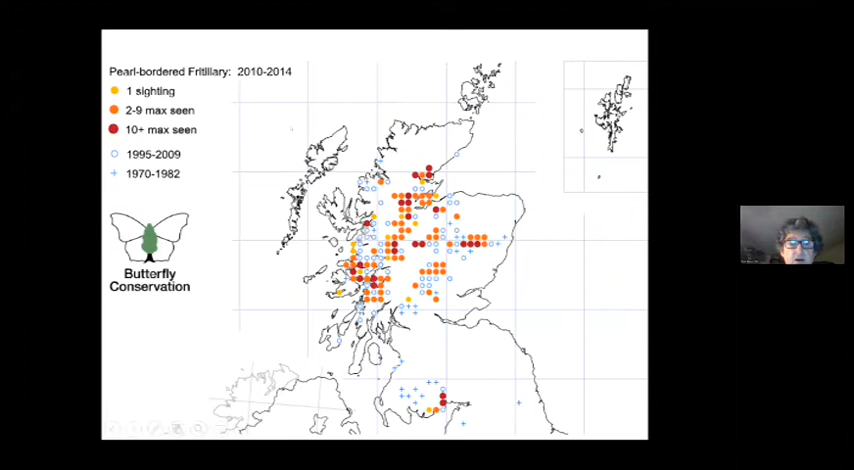 Pearl-bordered Fritillary: 2010-2014
1 sighting
2-9 max seen
10+ max seen
1995-2009
1970-1982
Butterfly
Conservation